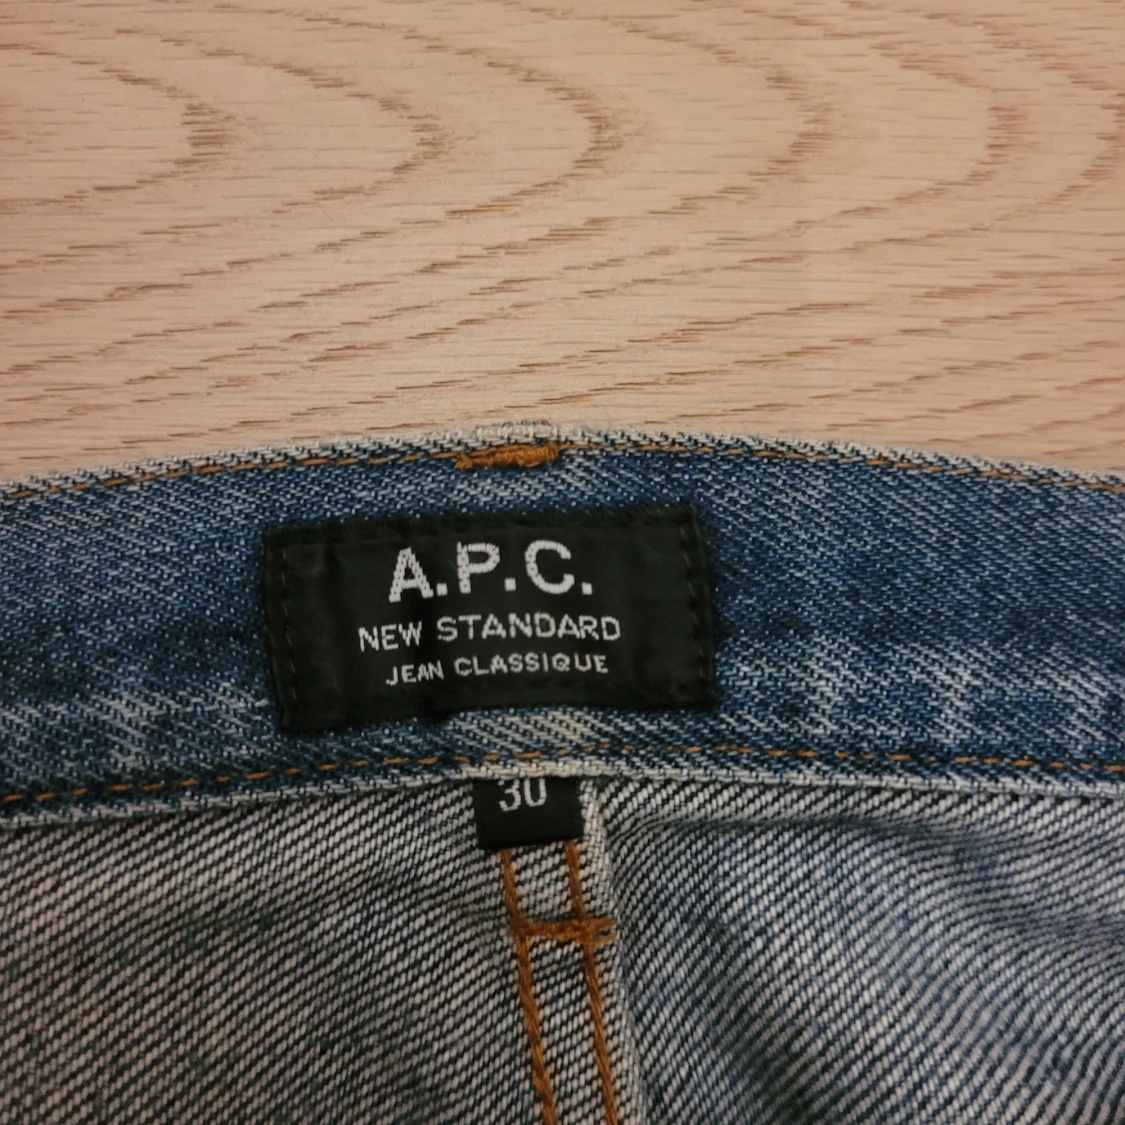 A.P.C.
NEW STANDARD
JEAN CLASSIQUE
30